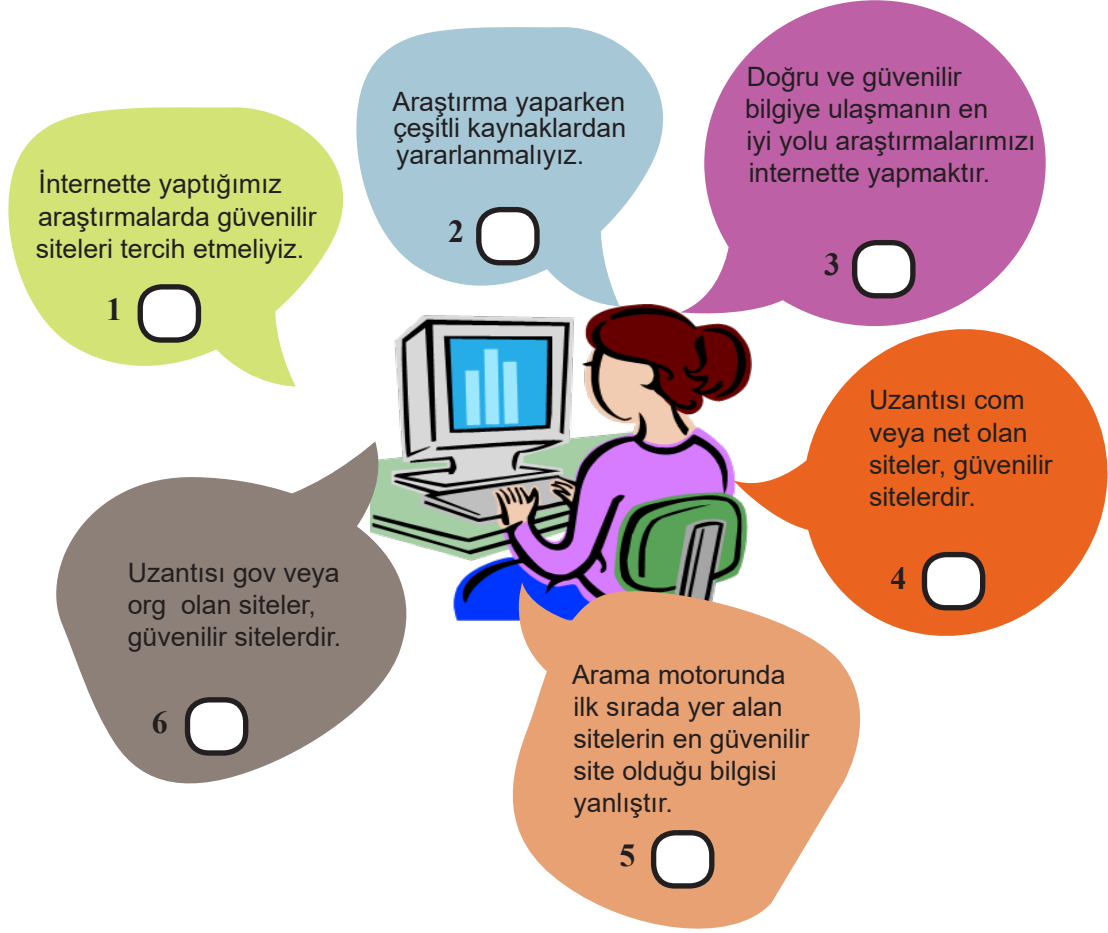 İnternette yaptığımız
araştırmalarda güvenilir
siteleri tercih etmeliyiz.
1
Araştırma yaparken
çeşitli kaynaklardan
yararlanmalıyız.
2
Doğru ve güvenilir
bilgiye ulaşmanın en
iyi yolu araştırmalarımızı
internette yapmaktır.
3
Uzantısı com
veya net olan
siteler, güvenilir
sitelerdir.
4
Arama motorunda
ilk sırada yer alan
sitelerin en güvenilir
site olduğu bilgisi
yanlıştır.
5
Uzantısı gov veya
org olan siteler,
güvenilir sitelerdir.
6